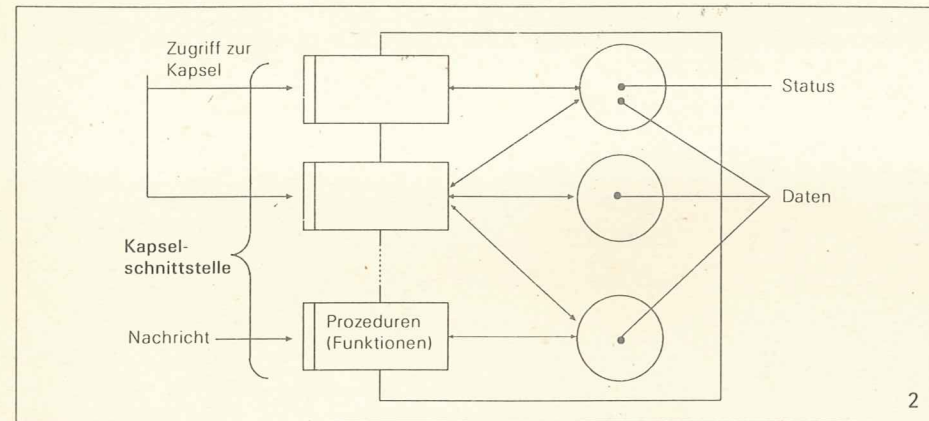 Zugriff zur
Kapsel
Status
Daten
Kapsel-
schnittstelle
Nachricht
Prozeduren
(Funktionen)
2